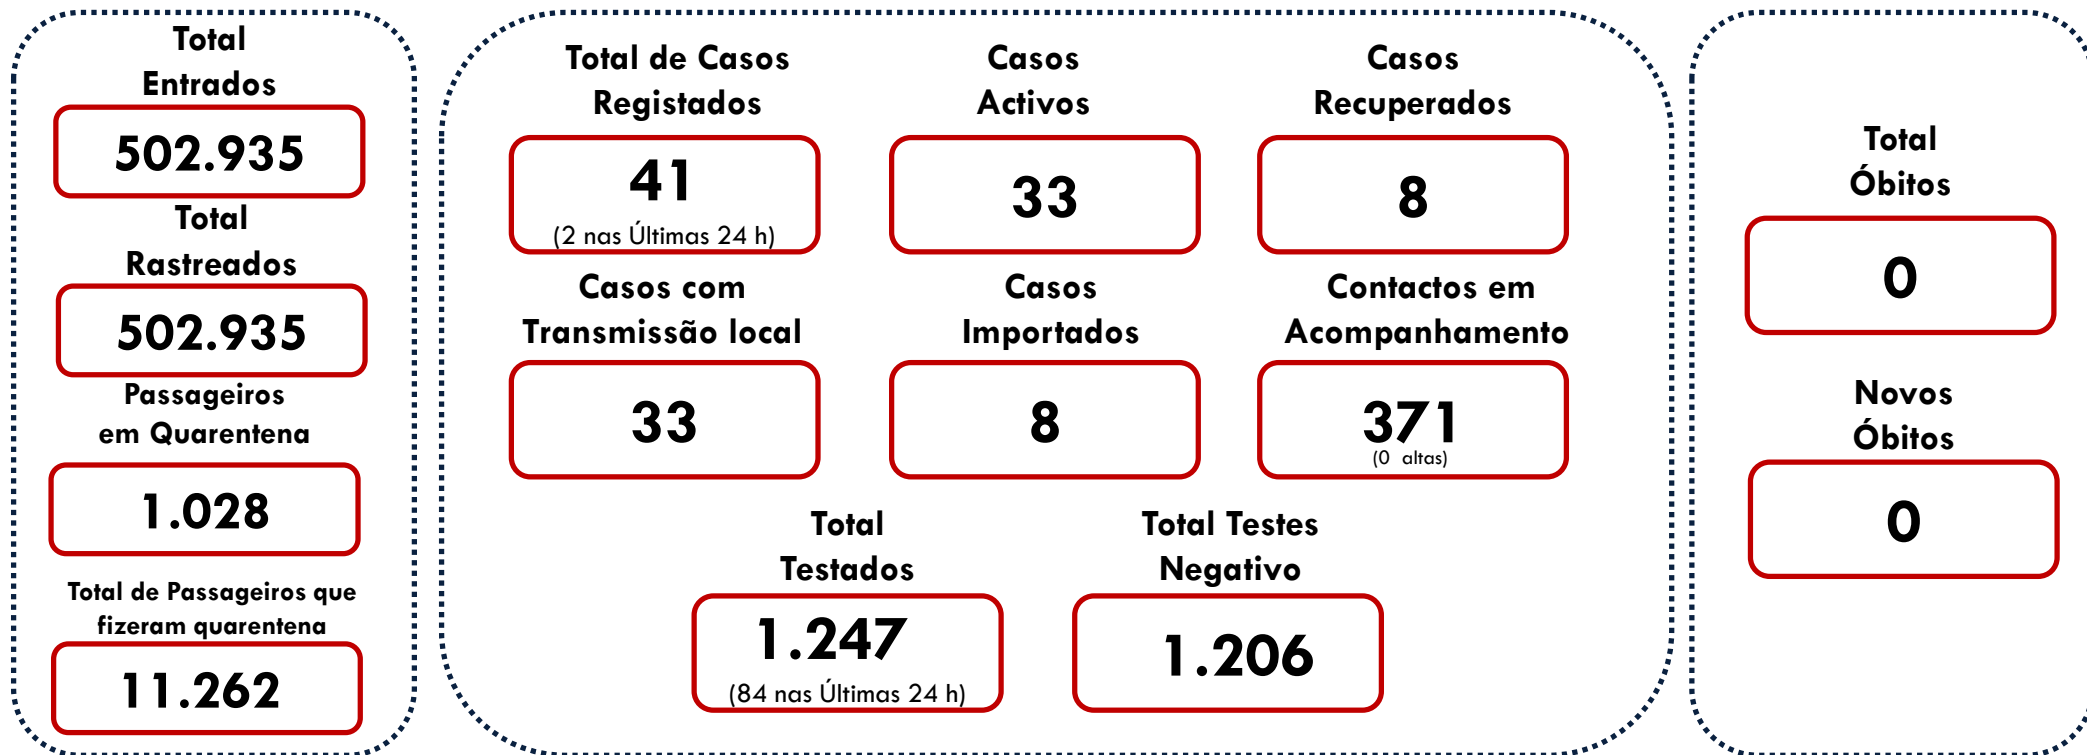 Total
Entrados
502.935
Total
Rastreados
502.935
Passageiros
em Quarentena
1.028
Total de Passageiros que
fizeram quarentena
11.262
Total de Casos
Registados
41
(2 nas Últimas 24 h)
Casos
Activos
33
Casos
Recuperados
8
Casos com
Transmissão local
33
Casos
Importados
8
Contactos em
Acompanhamento
371
(0 altas)
Total
Testados
1.247
(84 nas Últimas 24 h)
Total Testes
Negativo
1.206
Total
Óbitos
0
Novos
Óbitos
0